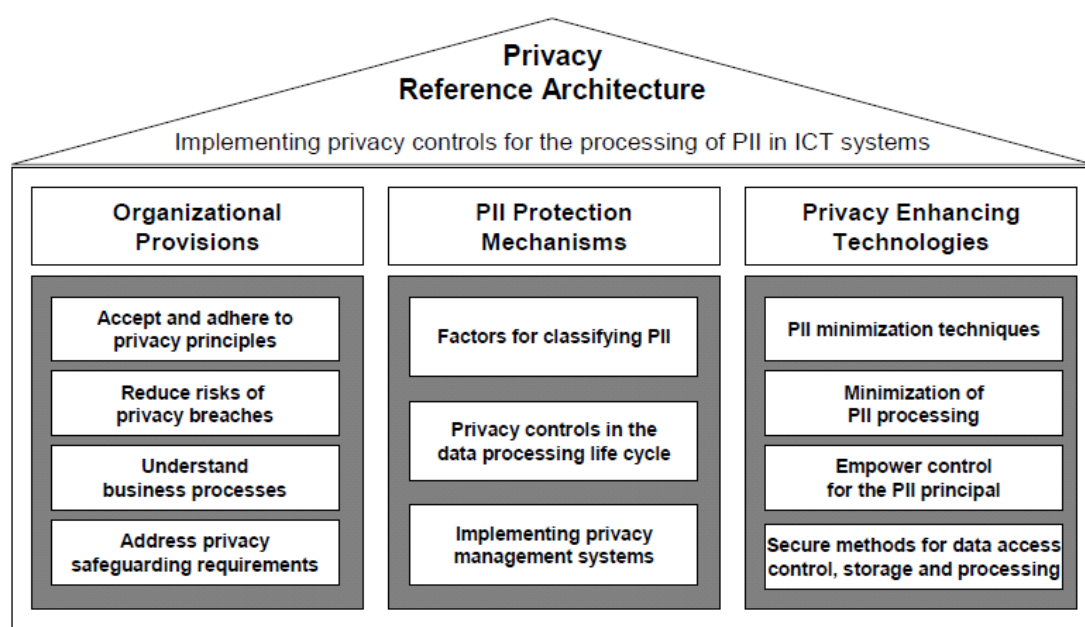 Privacy
Reference Architecture
Implementing privacy controls for the processing of PII in ICT systems
Organizational
Provisions
Accept and adhere to
privacy principles
Reduce risks of
privacy breaches
Understand
business processes
Address privacy
safeguarding requirements
PII Protection
Mechanisms
Factors for classifying PII
Privacy controls in the
data processing life cycle
Implementing privacy
management systems
Privacy Enhancing
Technologies
PII minimization techniques
Minimization of
PII processing
Empower control
for the PII principal
Secure methods for data access
control, storage and processing